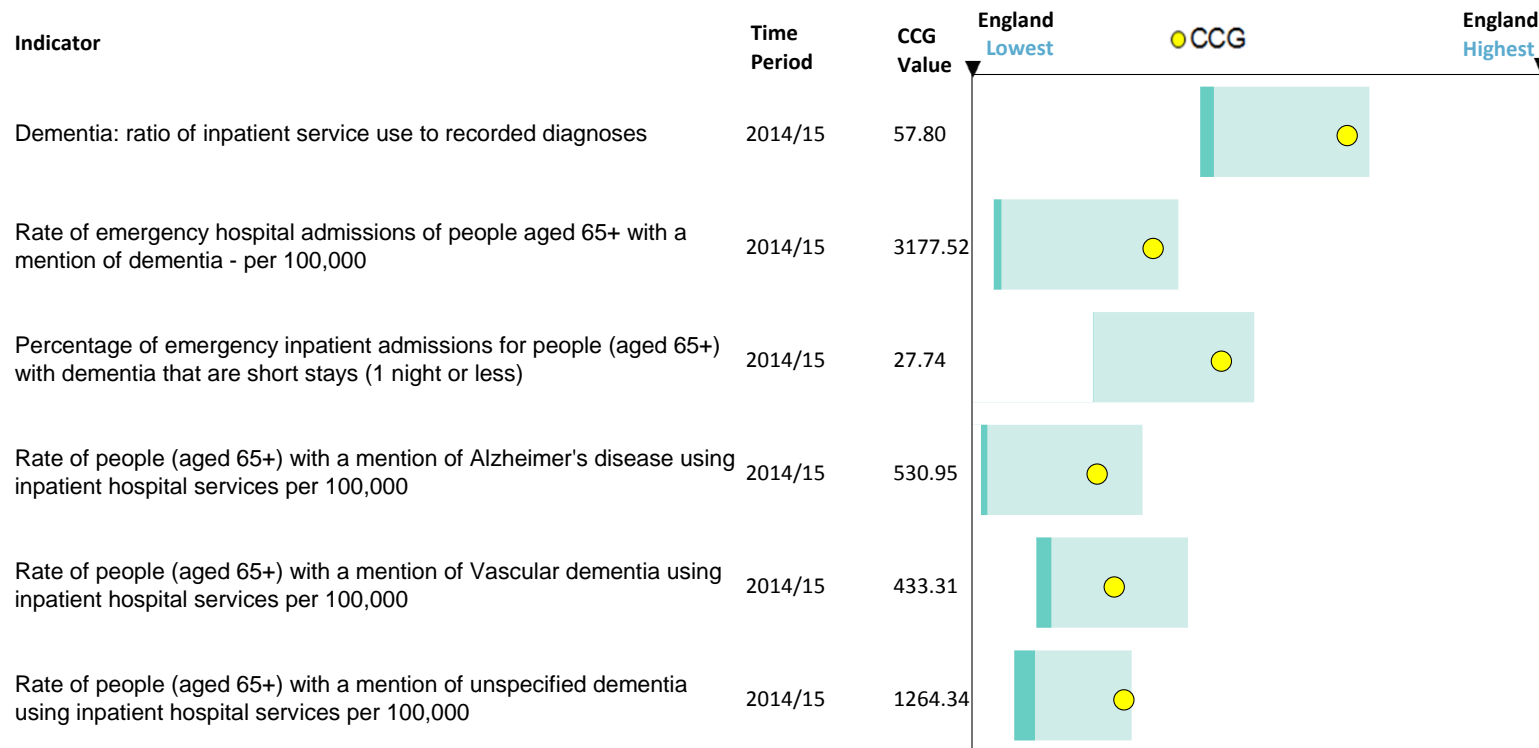 Indicator
Time
Period
CCG
Value
England
Lowest
CCG
England
Highest
Dementia: ratio of inpatient service use to recorded diagnoses
2014/15
57.80
Rate of emergency hospital admissions of people aged 65+ with a
mention of dementia - per 100,000
2014/15
3177.52
Percentage of emergency inpatient admissions for people (aged 65+)
with dementia that are short stays (1 night or less)
2014/15
27.74
Rate of people (aged 65+) with a mention of Alzheimer's disease using
inpatient hospital services per 100,000
2014/15
530.95
Rate of people (aged 65+) with a mention of Vascular dementia using
inpatient hospital services per 100,000
2014/15
433.31
Rate of people (aged 65+) with a mention of unspecified dementia
using inpatient hospital services per 100,000
2014/15
1264.34